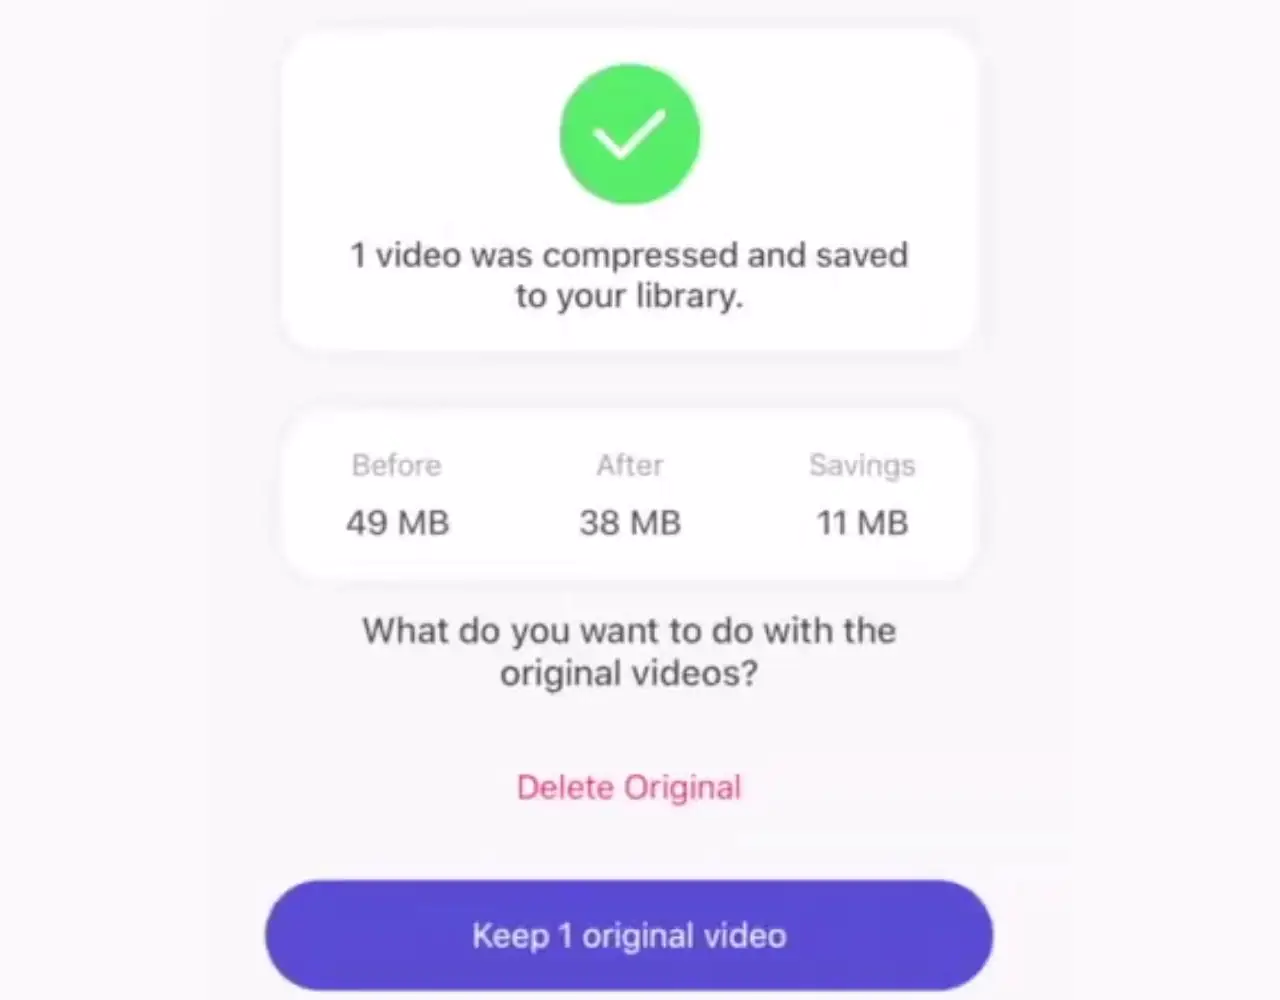 1 video was compressed and saved
to your library.
Before After Savings
49 MB 38 MB 11 MB
What do you want to do with the
original videos?
Delete Original
Keep 1 original video